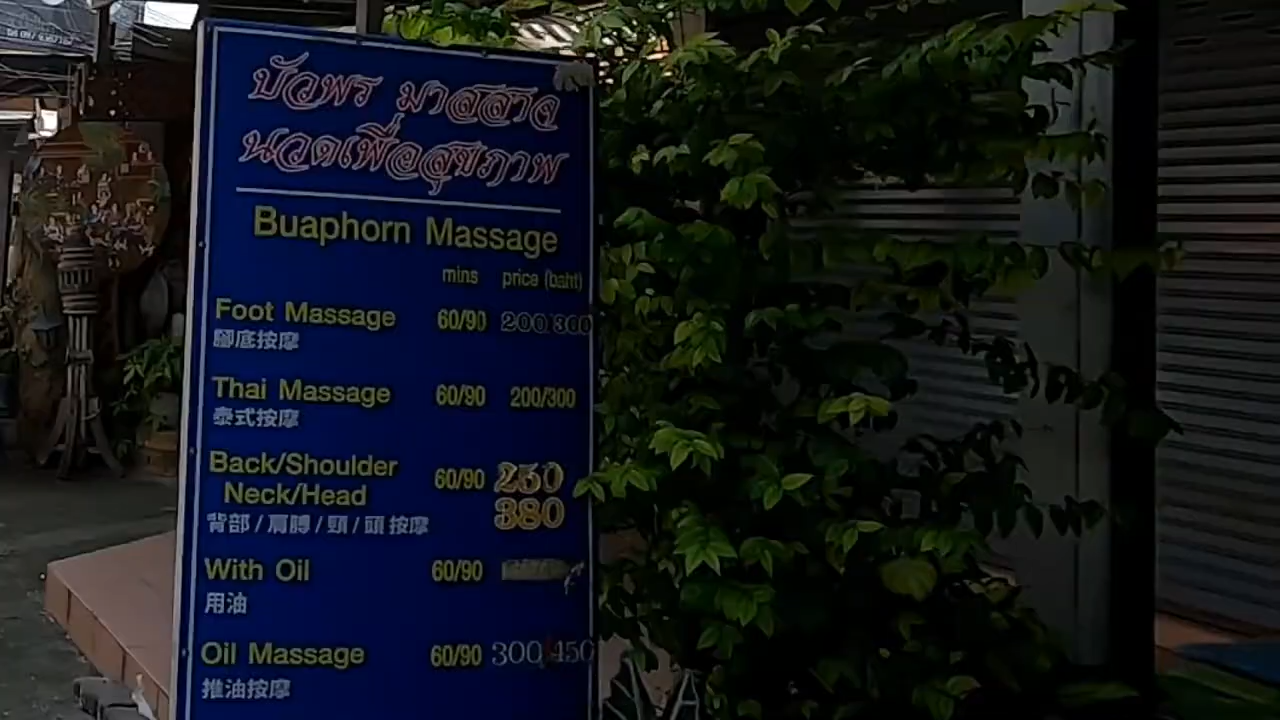 บัวพร มาสสาจ
นวดเพื่อสุขภาพ
Buaphorn Massage
mins price (baht)
Foot Massage 60/90 200 300
腳底按摩
Thai Massage 60/90 200/300
泰式按摩
Back/Shoulder 60/90 250
Neck/Head 380
背部 / 肩膊 / 頸 / 頭 按摩
With Oil 60/90
用油
Oil Massage 60/90 300/450
推油按摩